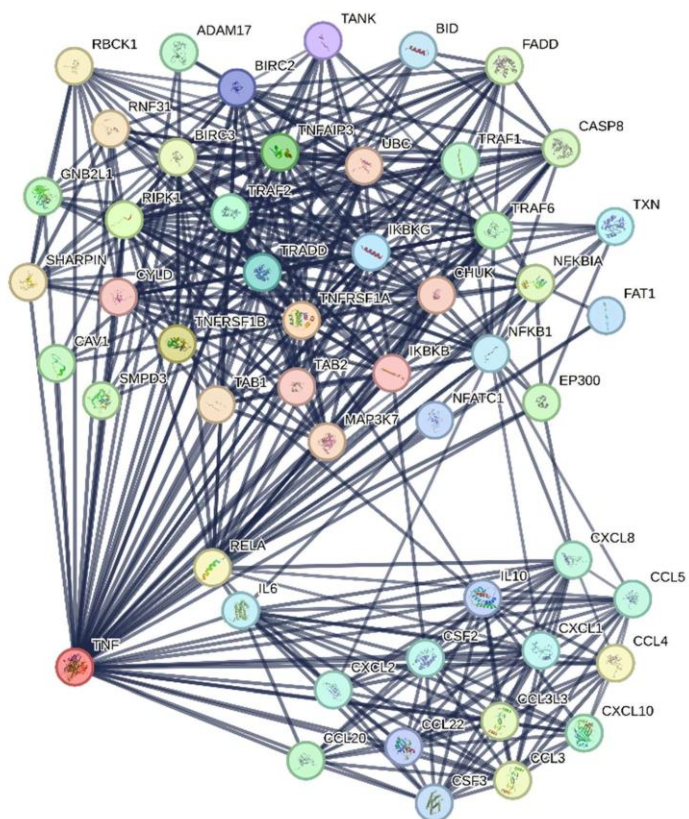 TANK
ADAM17
BID
FADD
RBCK1
BIRC2
RNF31
BIRC3
TNFAIP3
UBC
TRAF1
CASP8
GNB2L1
RIPK1
TRAF2
TRAF6
TXN
IKBKG
SHARPIN
CYLD
TRADD
CHUK
NFKBIA
TNFRSF1A
FAT1
TNFRSF1B
NFKB1
CAV1
SMPD3
TAB1
TAB2
IKBKB
NFATC1
EP300
MAP3K7
RELA
CXCL8
IL6
IL10
CCL5
TNF
CSF2
CXCL1
CCL4
CXCL2
CCL3L3
CXCL10
CCL20
CCL22
CCL3
CSF3